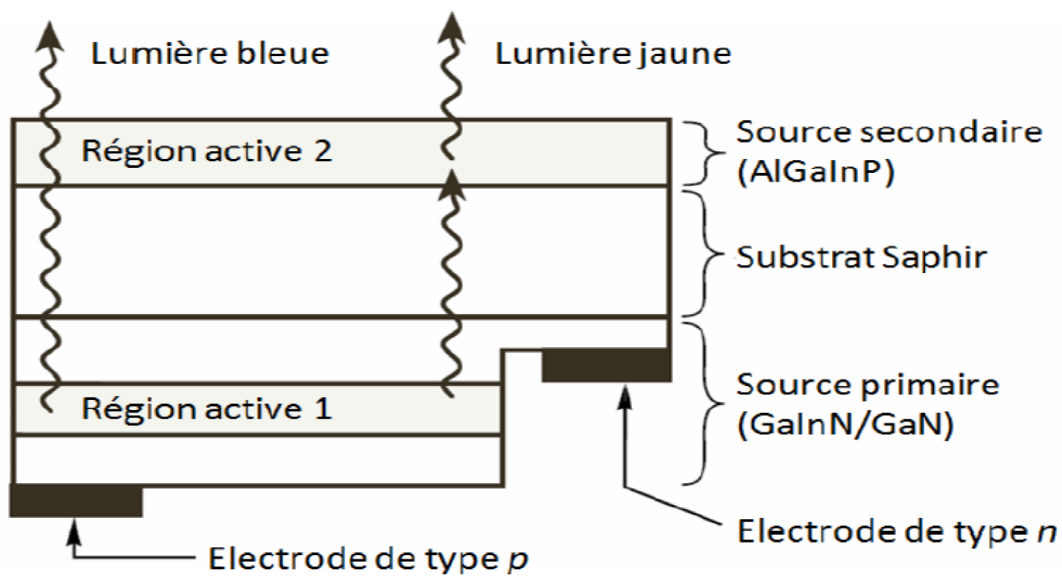 Lumière bleue
Lumière jaune
Région active 2
Source secondaire
(AlGaInP)
Substrat Saphir
Région active 1
Source primaire
(GaInN/GaN)
Electrode de type n
Electrode de type p